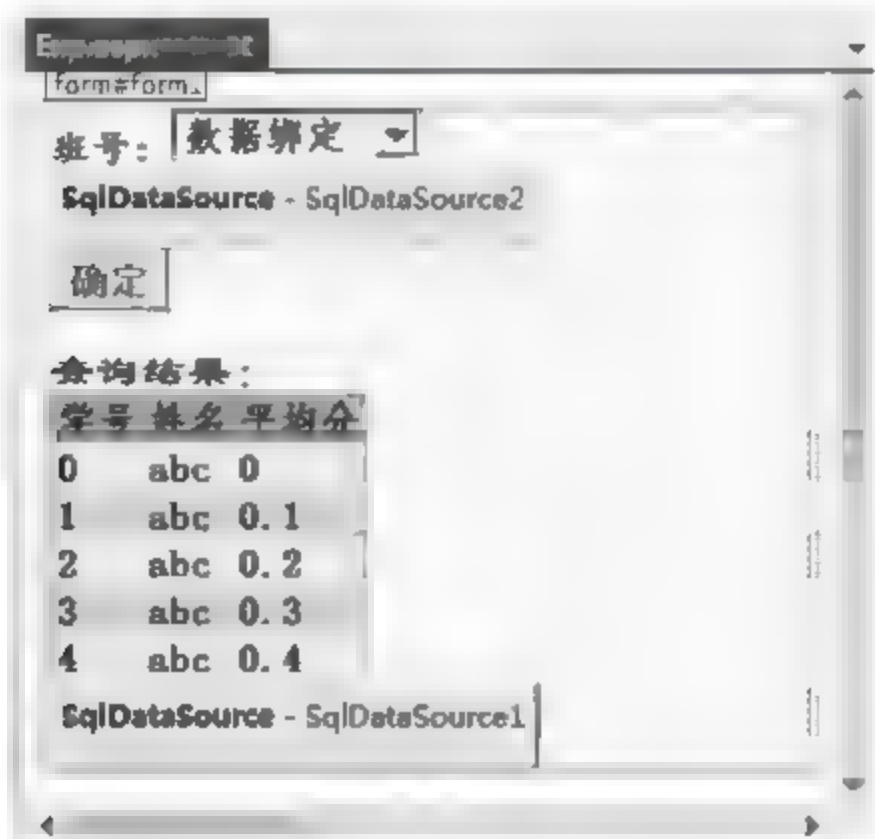 form#form1
班号: 数据绑定
SqlDataSource - SqlDataSource2
确定
查询结果:
学号 姓名 平均分
0 abc 0
1 abc 0.1
2 abc 0.2
3 abc 0.3
4 abc 0.4
SqlDataSource - SqlDataSource1